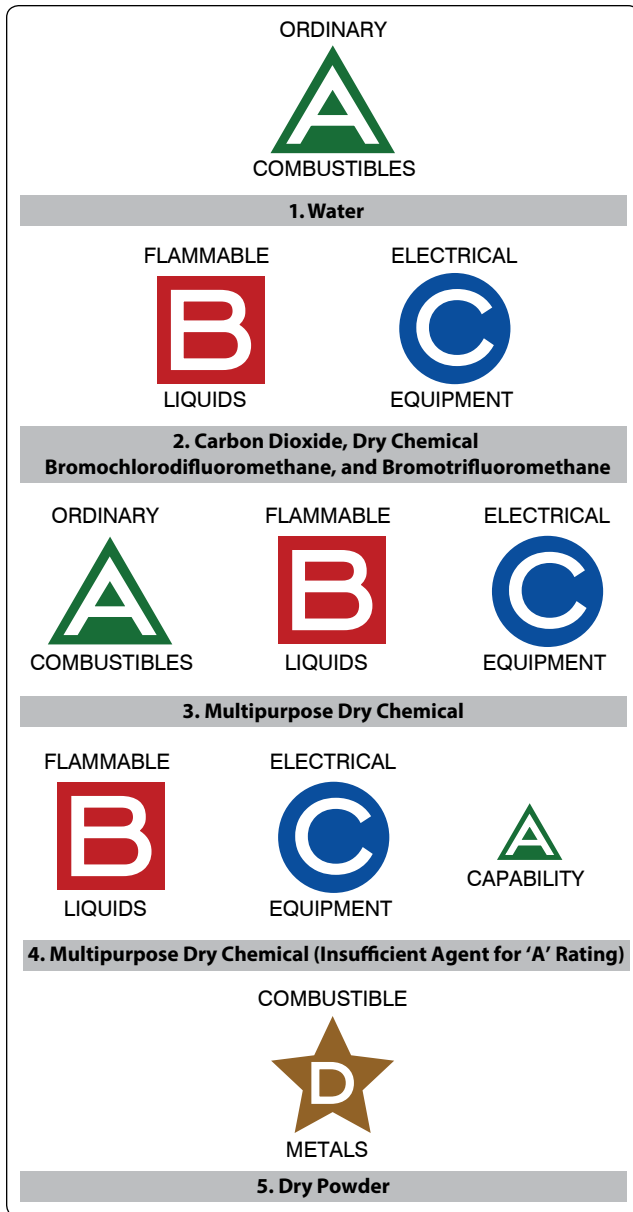 ORDINARY
A
COMBUSTIBLES
1. Water
FLAMMABLE ELECTRICAL
B C
LIQUIDS EQUIPMENT
2. Carbon Dioxide, Dry Chemical
Bromochlorodifluoromethane, and Bromotrifluoromethane
ORDINARY FLAMMABLE ELECTRICAL
A B C
COMBUSTIBLES LIQUIDS EQUIPMENT
3. Multipurpose Dry Chemical
FLAMMABLE ELECTRICAL
B C A
LIQUIDS EQUIPMENT CAPABILITY
4. Multipurpose Dry Chemical (Insufficient Agent for ‘A’ Rating)
COMBUSTIBLE
D
METALS
5. Dry Powder